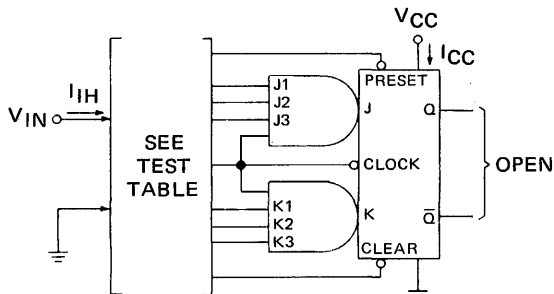 VCC
ICC
PRESET
IIH
J1
J2
J3
J
Q
VIN
SEE
TEST
TABLE
CLOCK
OPEN
K1
K2
K3
K
Q̅
CLEAR